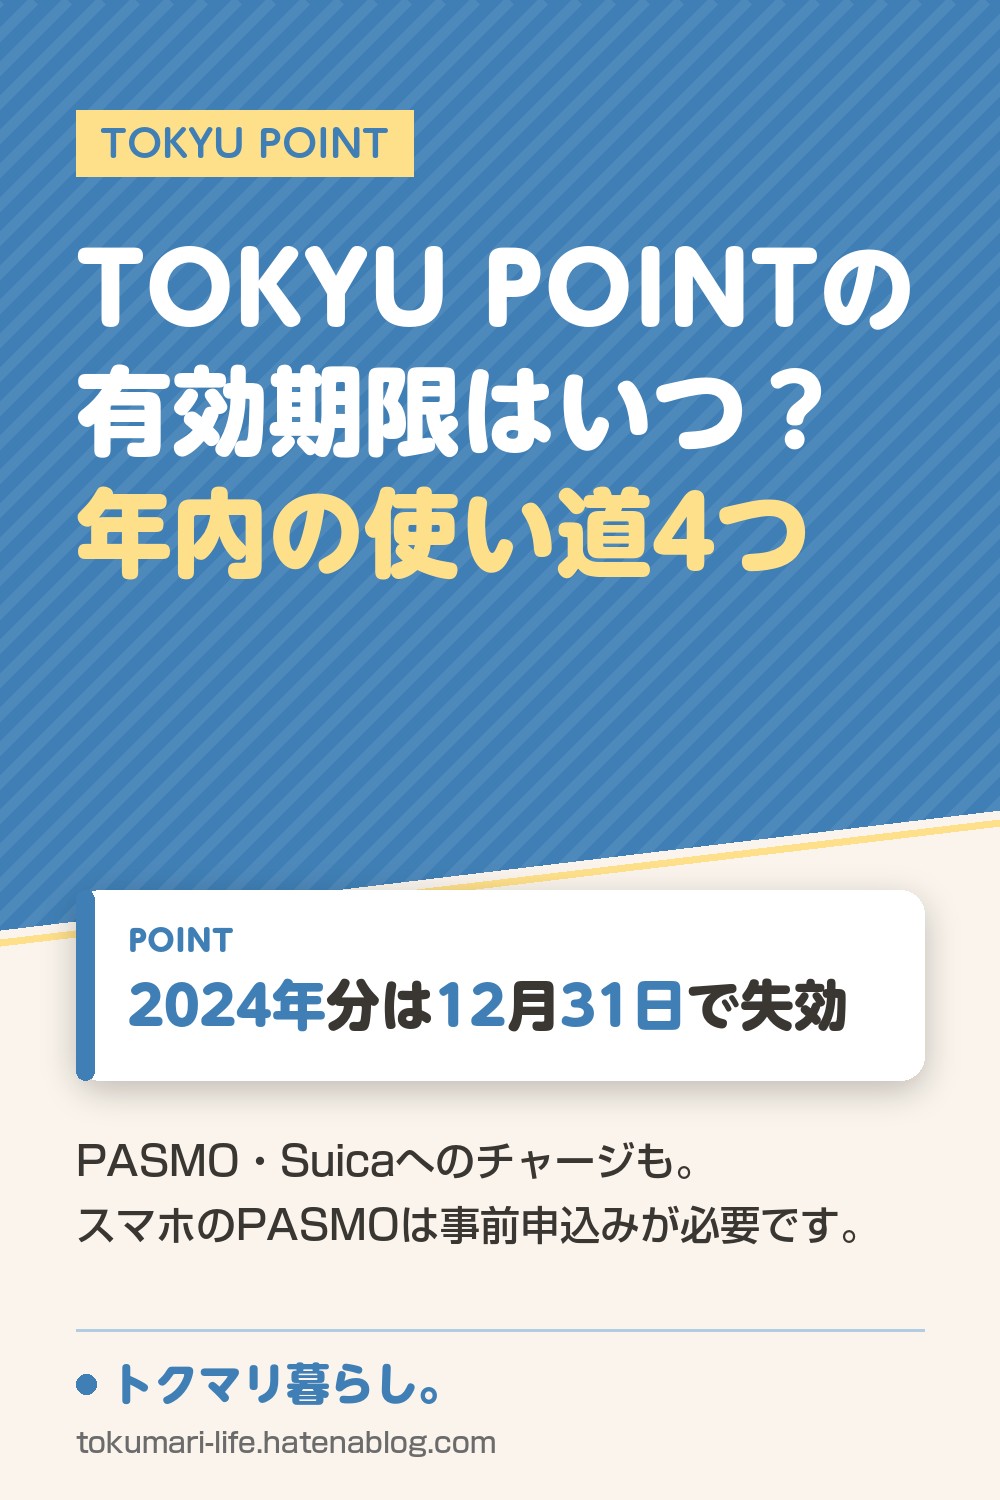 TOKYU POINT
TOKYU POINTの
有効期限はいつ？
年内の使い道4つ
POINT
2024年分は12月31日で失効
PASMO・Suicaへのチャージも。
スマホのPASMOは事前申込みが必要です。
トクマリ暮らし。
tokumari-life.hatenablog.com